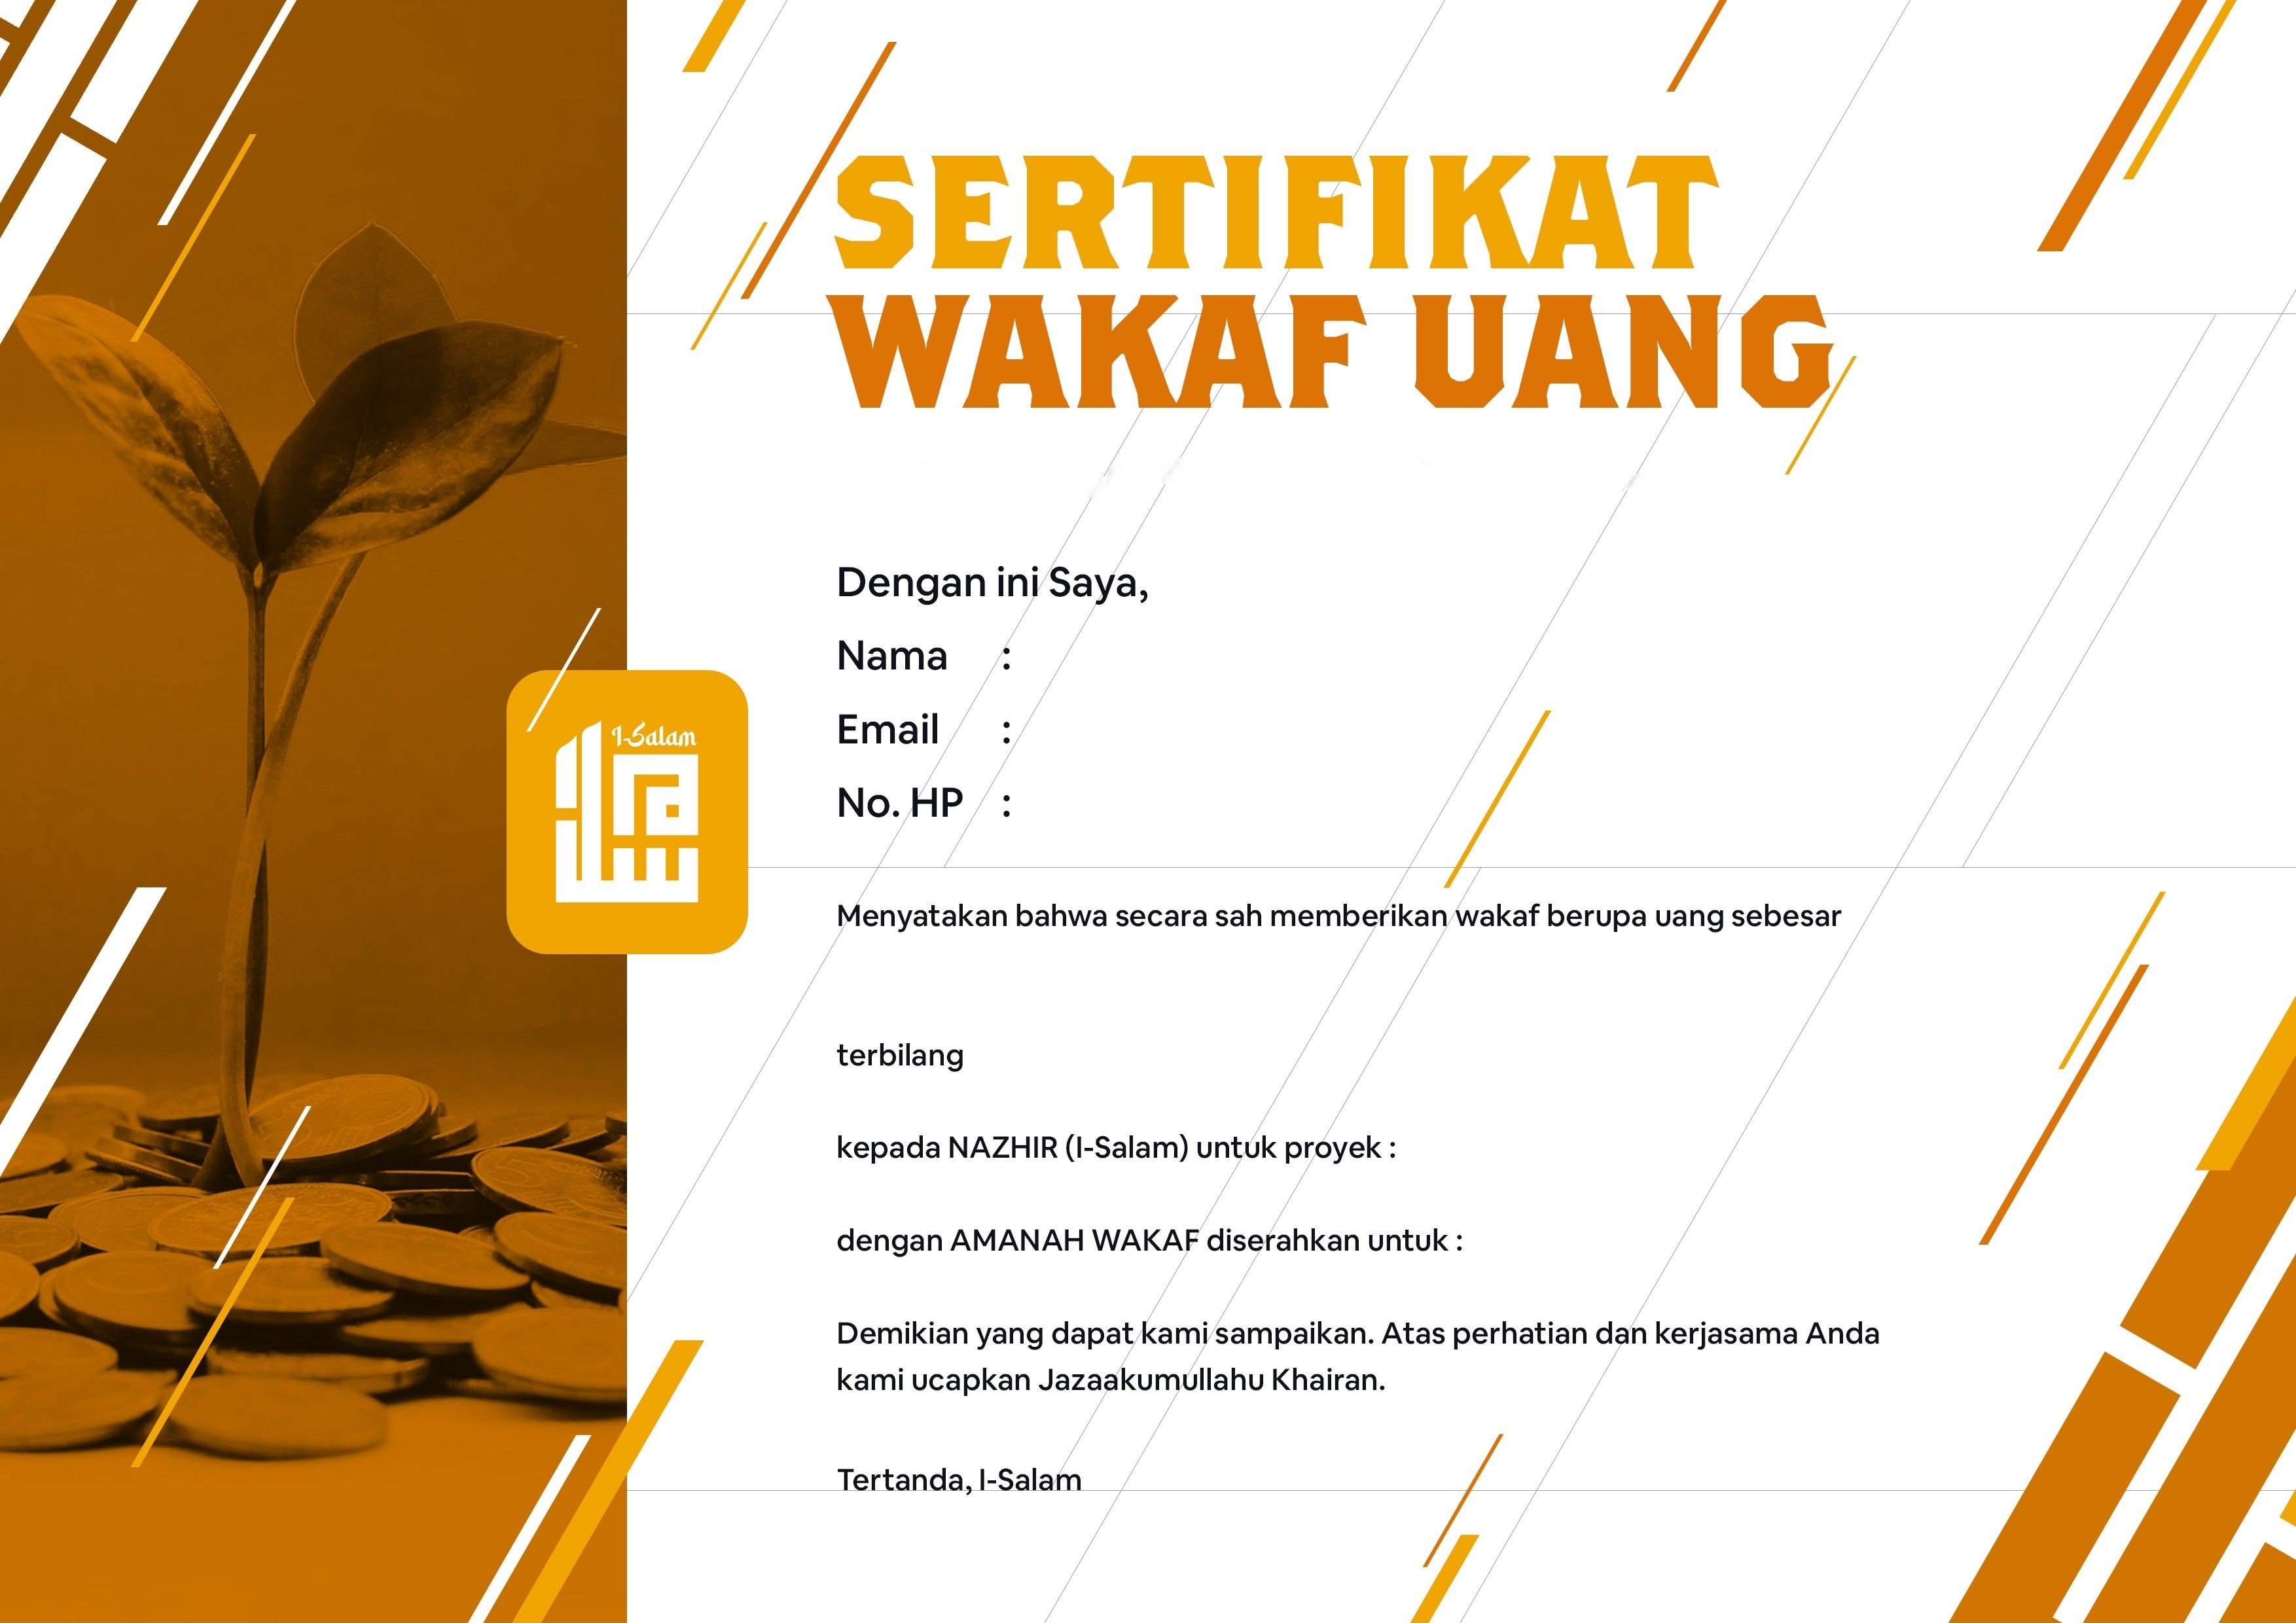 SERTIFIKAT
WAKAF UANG
Dengan ini Saya,
Nama :
Email :
No. HP :
I-Salam
سلام
Menyatakan bahwa secara sah memberikan wakaf berupa uang sebesar
terbilang
kepada NAZHIR (I-Salam) untuk proyek :
dengan AMANAH WAKAF diserahkan untuk :
Demikian yang dapat kami sampaikan. Atas perhatian dan kerjasama Anda
kami ucapkan Jazaakumullahu Khairan.
Tertanda, I-Salam